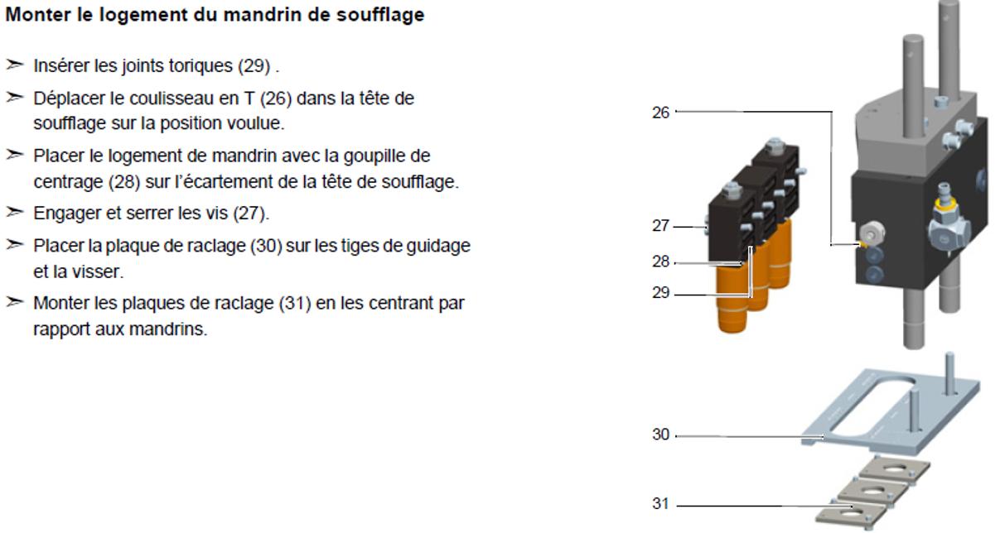 Monter le logement du mandrin de soufflage
➣ Insérer les joints toriques (29) .
➣ Déplacer le coulisseau en T (26) dans la tête de
soufflage sur la position voulue.
➣ Placer le logement de mandrin avec la goupille de
centrage (28) sur l’écartement de la tête de soufflage.
➣ Engager et serrer les vis (27).
➣ Placer la plaque de raclage (30) sur les tiges de guidage
et la visser.
➣ Monter les plaques de raclage (31) en les centrant par
rapport aux mandrins.
26
27
28
29
30
31